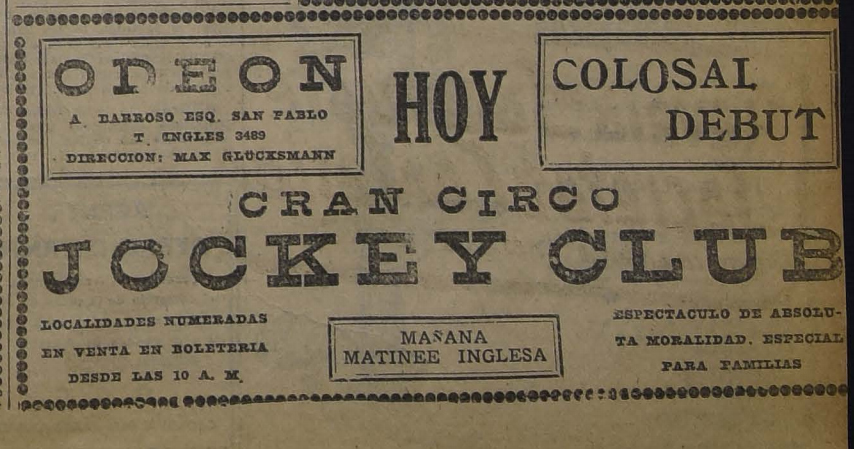 ODEON
A. BARROSO ESQ. SAN PABLO
T. INGLES 3489
DIRECCION: MAX GLÜCKSMANN
HOY
COLOSAL
DEBUT
GRAN CIRCO
JOCKEY CLUB
LOCALIDADES NUMERADAS
EN VENTA EN BOLETERIA
DESDE LAS 10 A. M.
MAÑANA
MATINEE INGLESA
ESPECTACULO DE ABSOLU-
TA MORALIDAD, ESPECIAL
PARA FAMILIAS